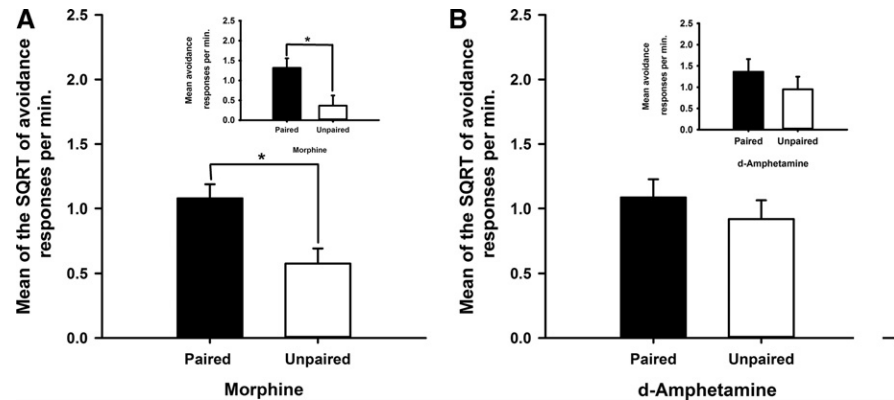 A
Mean of the SQRT of avoidance
responses per min.
2.5
2.0
1.5
1.0
0.5
0.0
*
Paired
Unpaired
Morphine
Mean avoidance
responses per min.
2.5
2.0
1.5
1.0
0.5
0.0
*
Paired
Unpaired
Morphine
B
Mean of the SQRT of avoidance
responses per min.
2.5
2.0
1.5
1.0
0.5
0.0
Paired
Unpaired
d-Amphetamine
Mean avoidance
responses per min.
2.5
2.0
1.5
1.0
0.5
0.0
Paired
Unpaired
d-Amphetamine